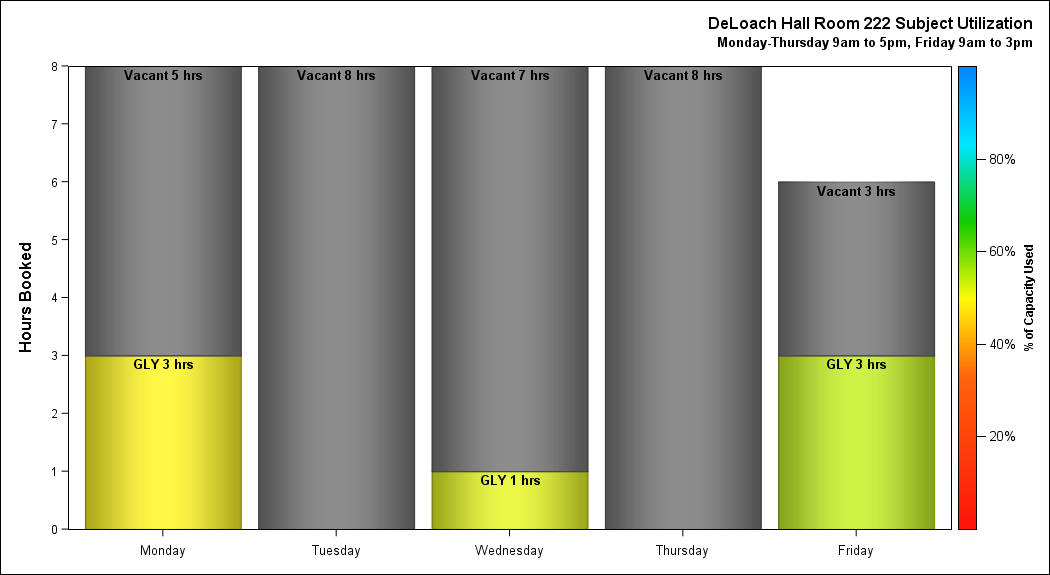 DeLoach Hall Room 222 Subject Utilization
Monday-Thursday 9am to 5pm, Friday 9am to 3pm
Hours Booked
8
7
6
5
4
3
2
1
0
Vacant 5 hrs
Vacant 8 hrs
Vacant 7 hrs
Vacant 8 hrs
Vacant 3 hrs
GLY 3 hrs
GLY 1 hrs
GLY 3 hrs
Monday
Tuesday
Wednesday
Thursday
Friday
80%
60%
40%
20%
% of Capacity Used